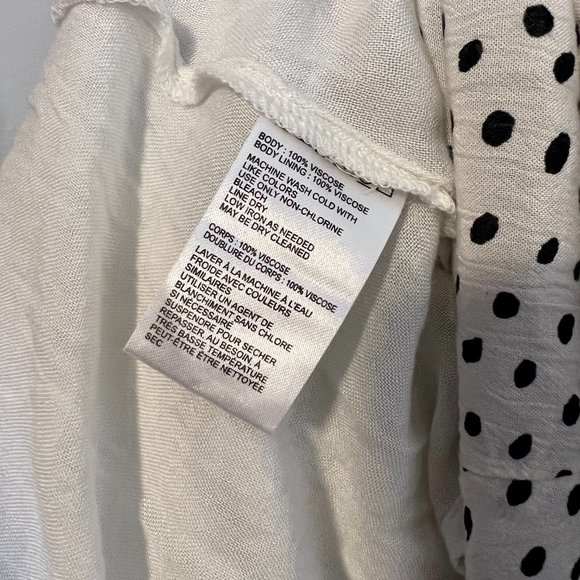 BODY : 100% VISCOSE
BODY LINING : 100% VISCOSE
MACHINE WASH COLD WITH
LIKE COLORS
USE ONLY NON-CHLORINE
BLEACH
LINE DRY
LOW IRON AS NEEDED
MAY BE DRY CLEANED
CORPS : 100% VISCOSE
DOUBLURE DU CORPS : 100% VISCOSE
LAVER À LA MACHINE À L'EAU
FROIDE AVEC COULEURS
SIMILAIRES
UTILISER UN AGENT DE
BLANCHIMENT SANS CHLORE
SI NÉCESSAIRE
SUSPENDRE POUR SECHER
REPASSER, AU BESOIN À
TRÈS BASSE TEMPÉRATURE
PEUT-ÊTRE ÊTRE NETTOYEE
SEC